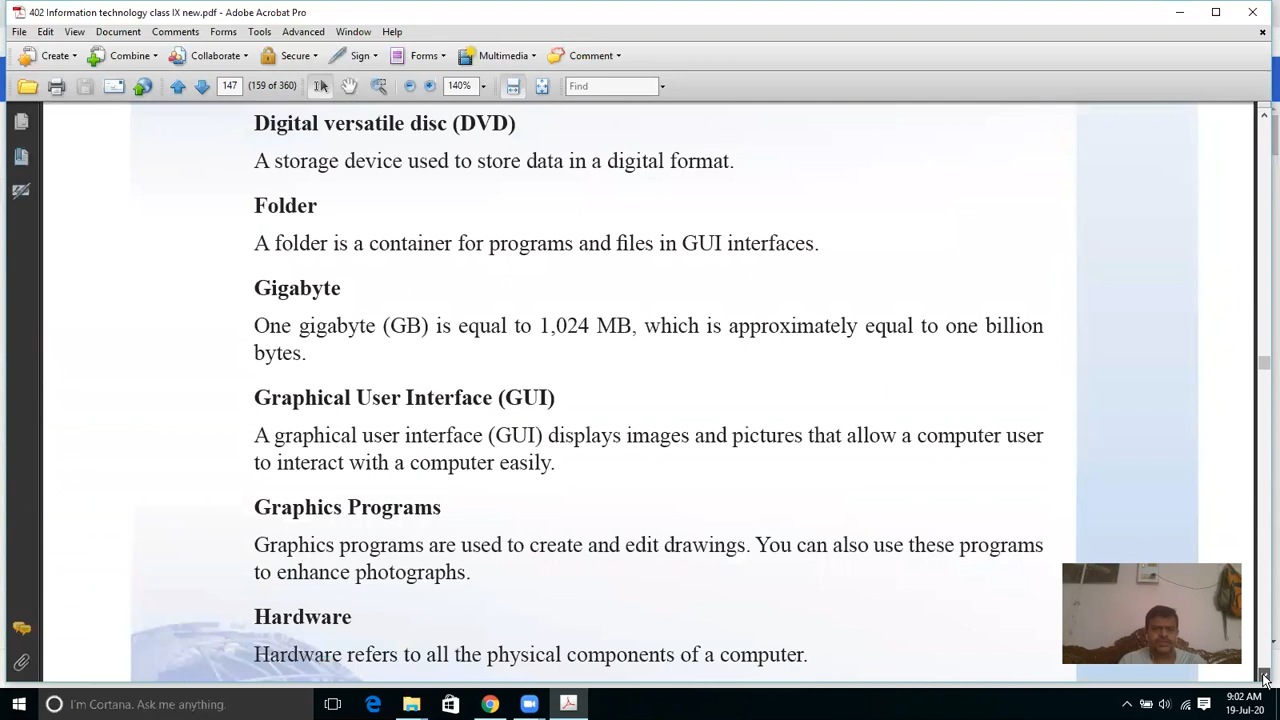 402 Information technology class IX new.pdf - Adobe Acrobat Pro
File Edit View Document Comments Forms Tools Advanced Window Help
Create Combine Collaborate Secure Sign Forms Multimedia Comment
147 (159 of 360) 140% Find
Digital versatile disc (DVD)
A storage device used to store data in a digital format.
Folder
A folder is a container for programs and files in GUI interfaces.
Gigabyte
One gigabyte (GB) is equal to 1,024 MB, which is approximately equal to one billion
bytes.
Graphical User Interface (GUI)
A graphical user interface (GUI) displays images and pictures that allow a computer user
to interact with a computer easily.
Graphics Programs
Graphics programs are used to create and edit drawings. You can also use these programs
to enhance photographs.
Hardware
Hardware refers to all the physical components of a computer.
I'm Cortana. Ask me anything.
9:02 AM
19-Jul-20